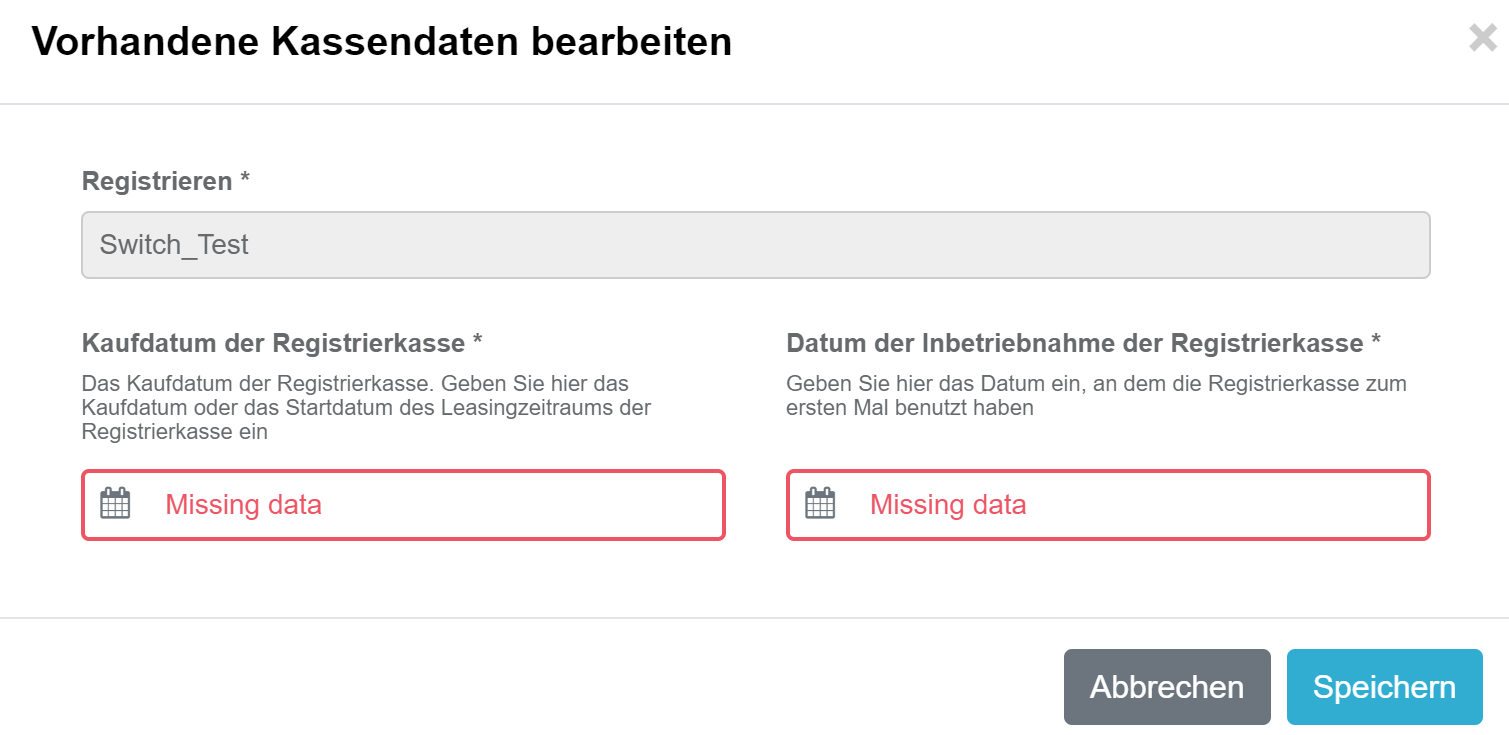 Vorhandene Kassendaten bearbeiten
Registrieren *
Switch_Test
Kaufdatum der Registrierkasse *
Das Kaufdatum der Registrierkasse. Geben Sie hier das
Kaufdatum oder das Startdatum des Leasingzeitraums der
Registrierkasse ein
Missing data
Datum der Inbetriebnahme der Registrierkasse *
Geben Sie hier das Datum ein, an dem die Registrierkasse zum
ersten Mal benutzt haben
Missing data
Abbrechen
Speichern